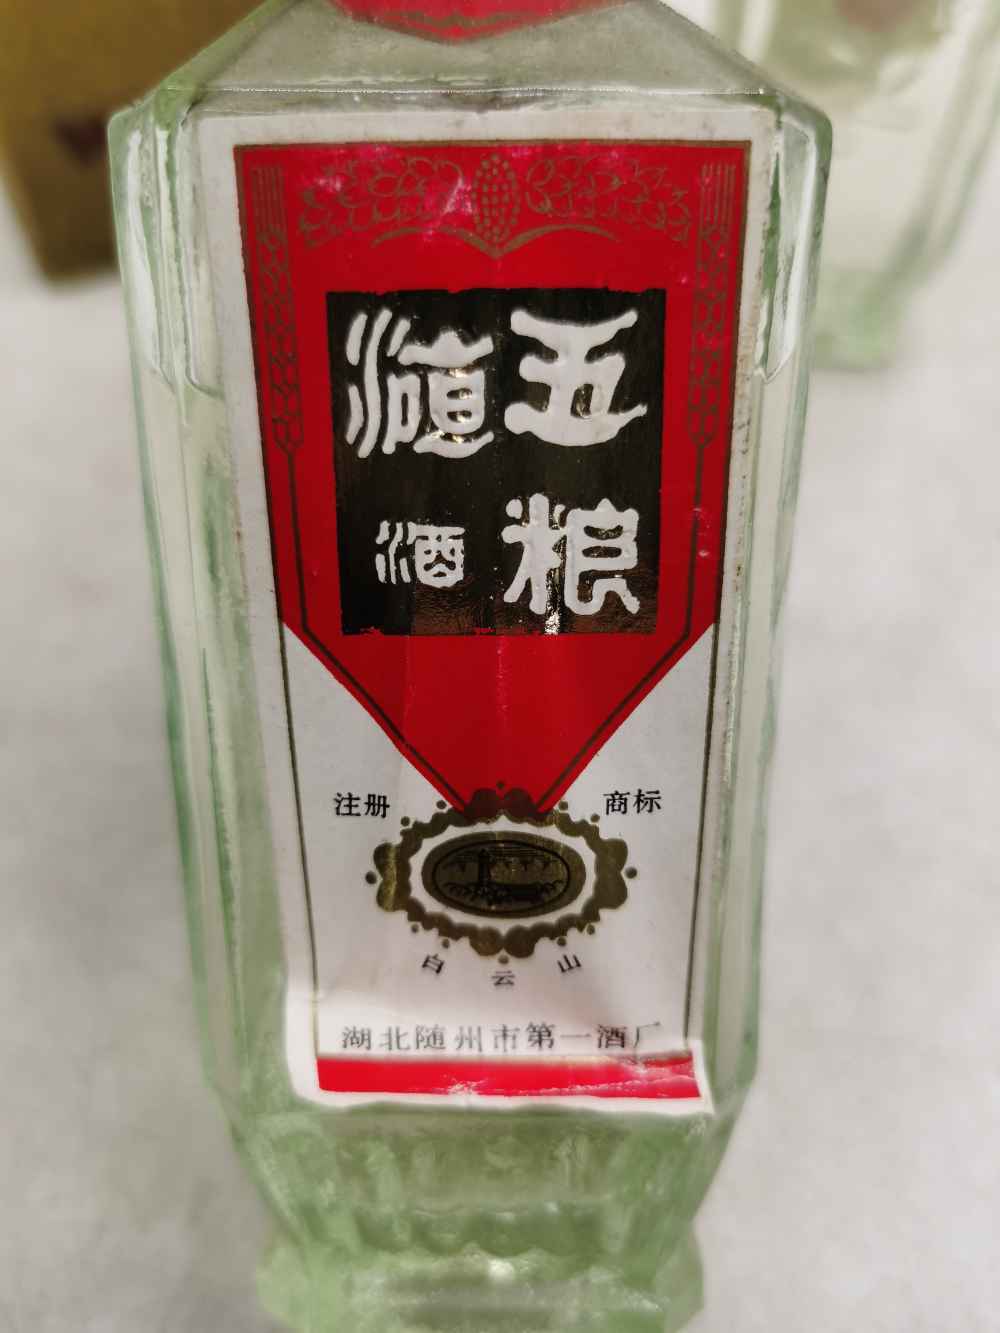 五粮
酒
注册 商标
白云山
湖北随州市第一酒厂